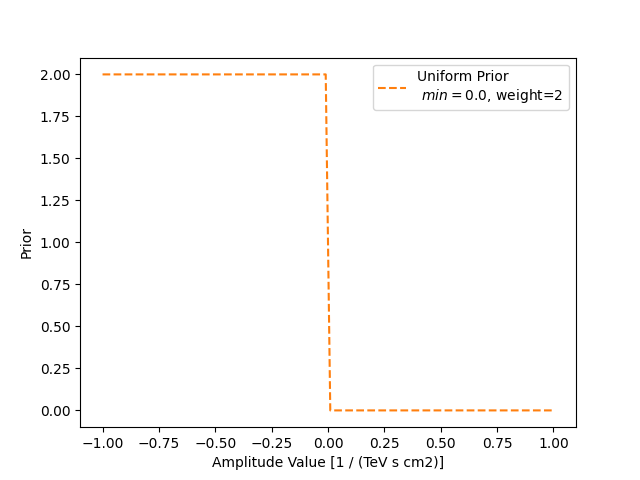 Uniform Prior
min = 0.0, weight=2
2.00
1.75
1.50
1.25
1.00
0.75
0.50
0.25
0.00
Prior
−1.00 −0.75 −0.50 −0.25 0.00 0.25 0.50 0.75 1.00
Amplitude Value [1 / (TeV s cm2)]